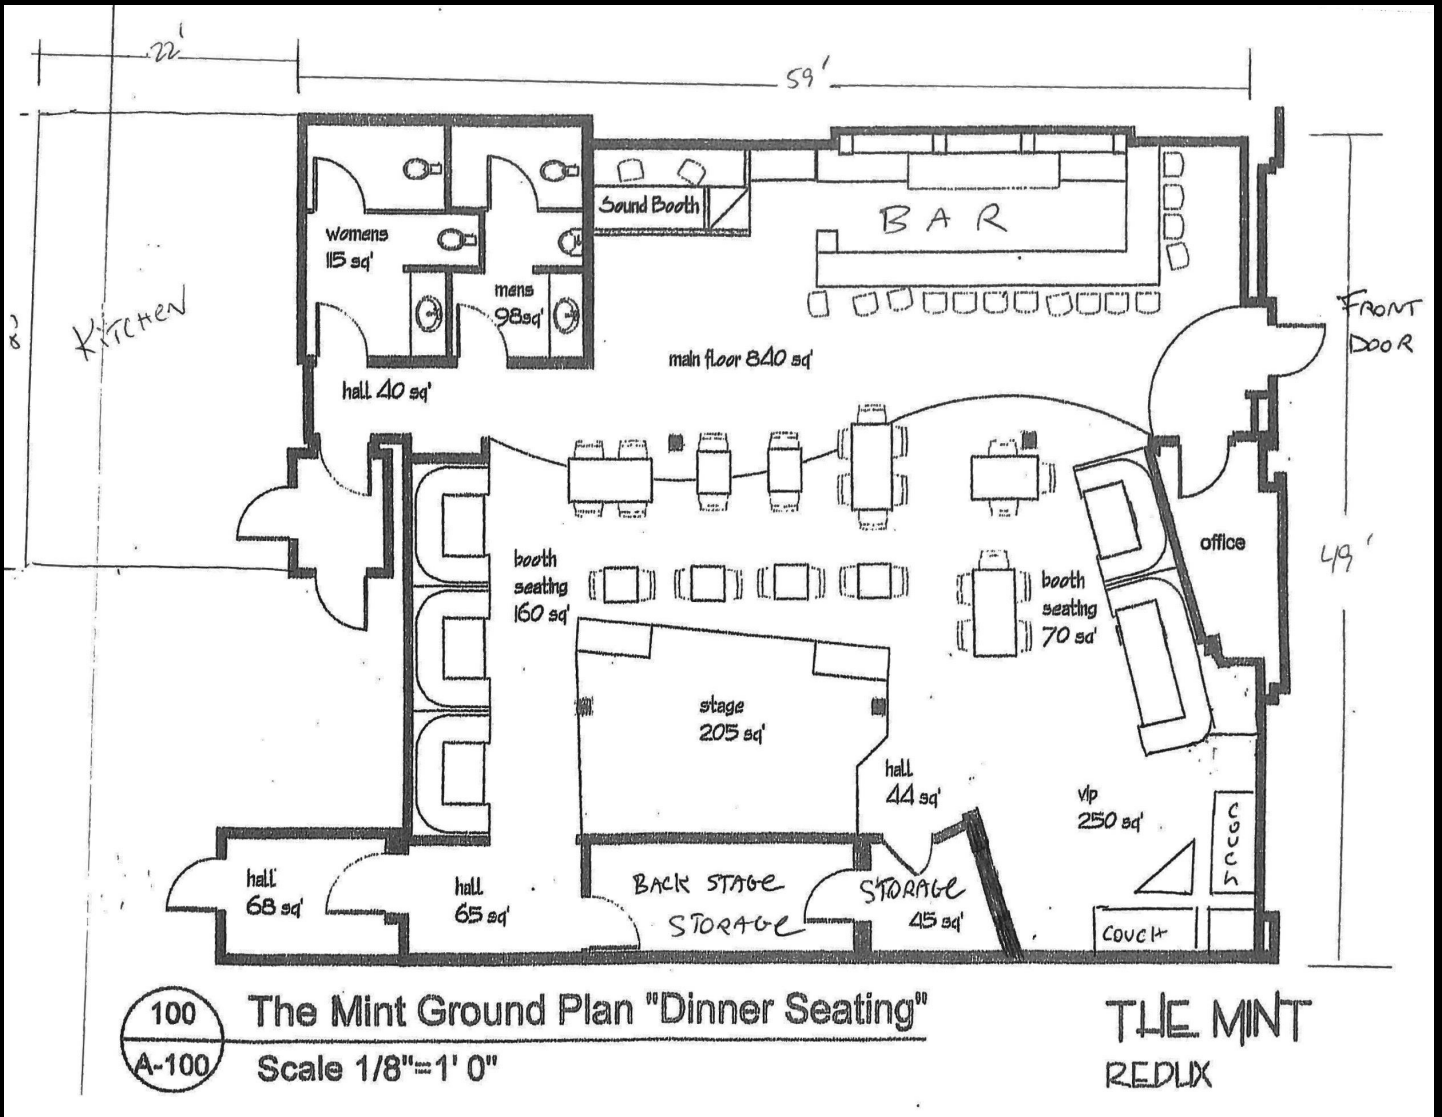 22'
59'
Sound Booth
BAR
womens
115 sq'
mens
98sq'
KITCHEN
FRONT
DOOR
main floor 840 sq'
hall 40 sq'
office
49'
booth
seating
160 sq'
booth
seating
70 sq'
stage
205 sq'
hall
44 sq'
vip
250 sq'
COUCH
hall
68 sq'
hall
65 sq'
BACK STAGE
STORAGE
STORAGE
45 sq'
COUCH
100
A-100
The Mint Ground Plan "Dinner Seating"
Scale 1/8"=1' 0"
THE MINT
REDUX